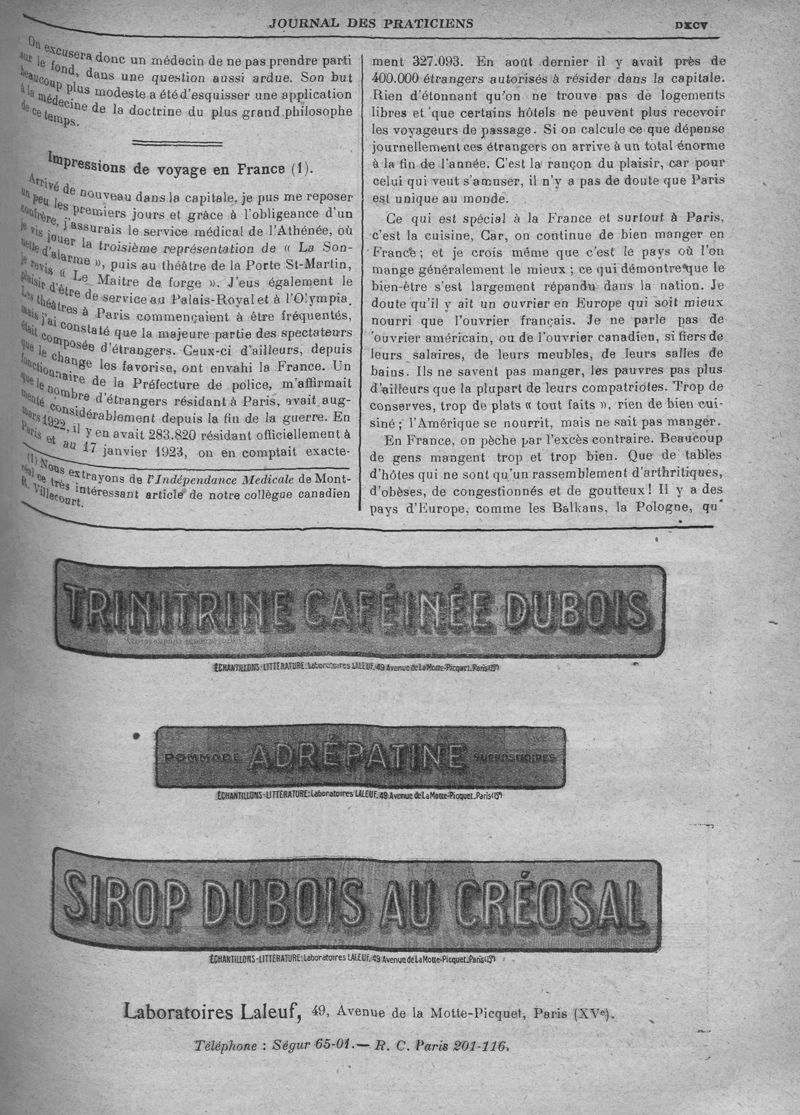 JOURNAL DES PRATICIENS
DXCV
On excusera donc un médecin de ne pas prendre parti
sur le fond, dans une question aussi ardue. Son but
beaucoup plus modeste a été d'esquisser une application
à la médecine de la doctrine du plus grand philosophe
de ce temps.
Impressions de voyage en France (1).
Arrivé de nouveau dans la capitale, je pus me reposer
un peu les premiers jours et grâce à l'obligeance d'un
confrère, j'assurais le service médical de l'Athénée, où
je vis jouer la troisième représentation de « La Son-
nette d'alarme », puis au théâtre de la Porte St-Martin,
je revis « Le Maître de forge ». J'eus également le
plaisir d'être de service au Palais-Royal et à l'Olympia.
Les théâtres à Paris commençaient à être fréquentés,
mais j'ai constaté que la majeure partie des spectateurs
était composée d'étrangers. Ceux-ci d'ailleurs, depuis
que le change les favorise, ont envahi la France. Un
fonctionnaire de la Préfecture de police, m'affirmait
que le nombre d'étrangers résidant à Paris, avait aug-
menté considérablement depuis la fin de la guerre. En
mars 1922, il y en avait 283.820 résidant officiellement à
Paris et au 17 janvier 1923, on en comptait exacte-
(1) Nous extrayons de l'Indépendance Medicale de Mont-
réal ce très intéressant article de notre collègue canadien
R. Villecourt.
ment 327.093. En août dernier il y avait près de
400.000 étrangers autorisés à résider dans la capitale.
Rien d'étonnant qu'on ne trouve pas de logements
libres et que certains hôtels ne peuvent plus recevoir
les voyageurs de passage. Si on calcule ce que dépense
journellement ces étrangers on arrive à un total énorme
à la fin de l'année. C'est la rançon du plaisir, car pour
celui qui veut s'amuser, il n'y a pas de doute que Paris
est unique au monde.
Ce qui est spécial à la France et surtout à Paris,
c'est la cuisine, Car, on continue de bien manger en
France ; et je crois même que c'est le pays où l'on
mange généralement le mieux ; ce qui démontre que le
bien-être s'est largement répandu dans la nation. Je
doute qu'il y ait un ouvrier en Europe qui soit mieux
nourri que l'ouvrier français. Je ne parle pas de
'ouvrier américain, ou de l'ouvrier canadien, si fiers de
leurs salaires, de leurs meubles, de leurs salles de
bains. Ils ne savent pas manger, les pauvres pas plus
d'ailleurs que la plupart de leurs compatriotes. Trop de
conserves, trop de plats « tout faits », rien de bien cui-
siné ; l'Amérique se nourrit, mais ne sait pas manger.
En France, on pèche par l'excès contraire. Beaucoup
de gens mangent trop et trop bien. Que de tables
d'hôtes qui ne sont qu'un rassemblement d'arthritiques,
d'obèses, de congestionnés et de goutteux ! Il y a des
pays d'Europe, comme les Balkans, la Pologne, qu'
TRINITRINE CAFÉINÉE DUBOIS
ÉCHANTILLONS-LITTÉRATURE: Laboratoires LALEUF, 49 Avenue de La Motte-Picquet_Paris(15e)
POMMADE ADRÉPATINE SUPPOSITOIRES
ÉCHANTILLONS-LITTÉRATURE: Laboratoires LALEUF, 49 Avenue de La Motte-Picquet_Paris(15e)
SIROP DUBOIS AU CRÉOSAL
ÉCHANTILLONS-LITTÉRATURE: Laboratoires LALEUF, 49 Avenue de La Motte-Picquet_Paris(15e)
Laboratoires Laleuf, 49, Avenue de la Motte-Picquet, Paris (XVe).
Téléphone : Ségur 65-01. — R. C. Paris 201-116.